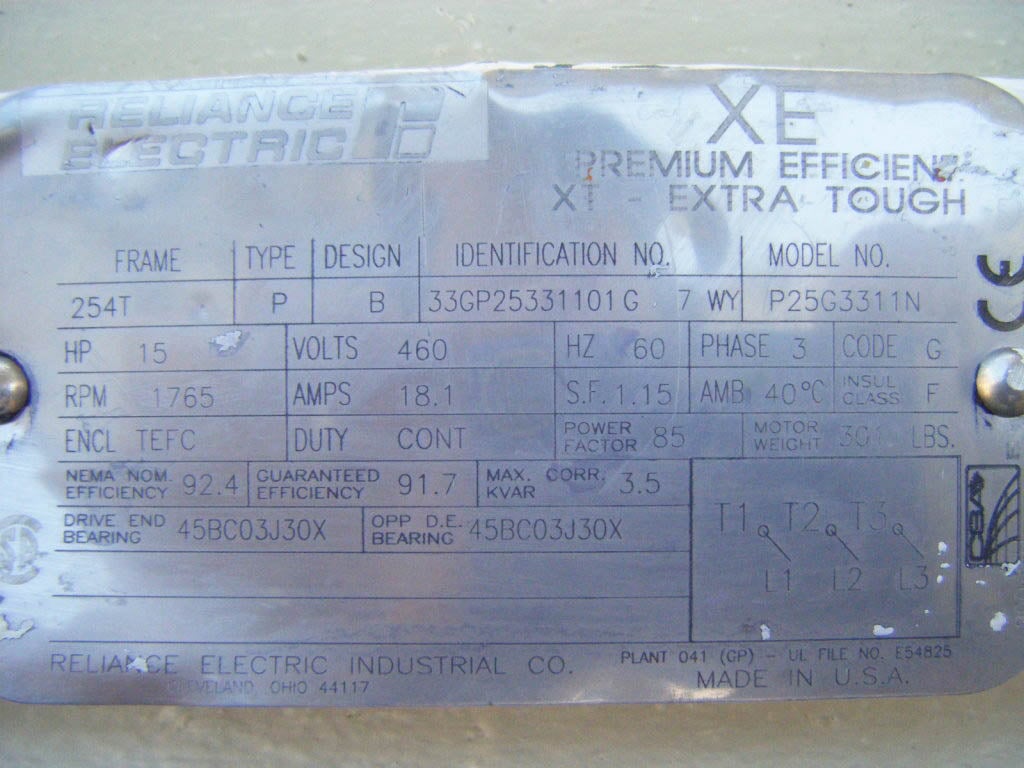 RELIANCE
ELECTRIC
XE
PREMIUM EFFICIENT
XT - EXTRA TOUGH
FRAME TYPE DESIGN IDENTIFICATION NO. MODEL NO.
254T P B 33GP25331101G 7 WY P25G3311N
HP 15 VOLTS 460 HZ 60 PHASE 3 CODE G
RPM 1765 AMPS 18.1 S.F. 1.15 AMB 40°C INSUL CLASS F
ENCL TEFC DUTY CONT POWER FACTOR 85 MOTOR WEIGHT 301 LBS.
NEMA NOM. EFFICIENCY 92.4 GUARANTEED EFFICIENCY 91.7 MAX. CORR. KVAR 3.5
DRIVE END BEARING 45BC03J30X OPP D.E. BEARING 45BC03J30X
T1 T2 T3
L1 L2 L3
RELIANCE ELECTRIC INDUSTRIAL CO. PLANT 041 (CP) - UL FILE NO. E54825
CLEVELAND, OHIO 44117 MADE IN U.S.A.
CE